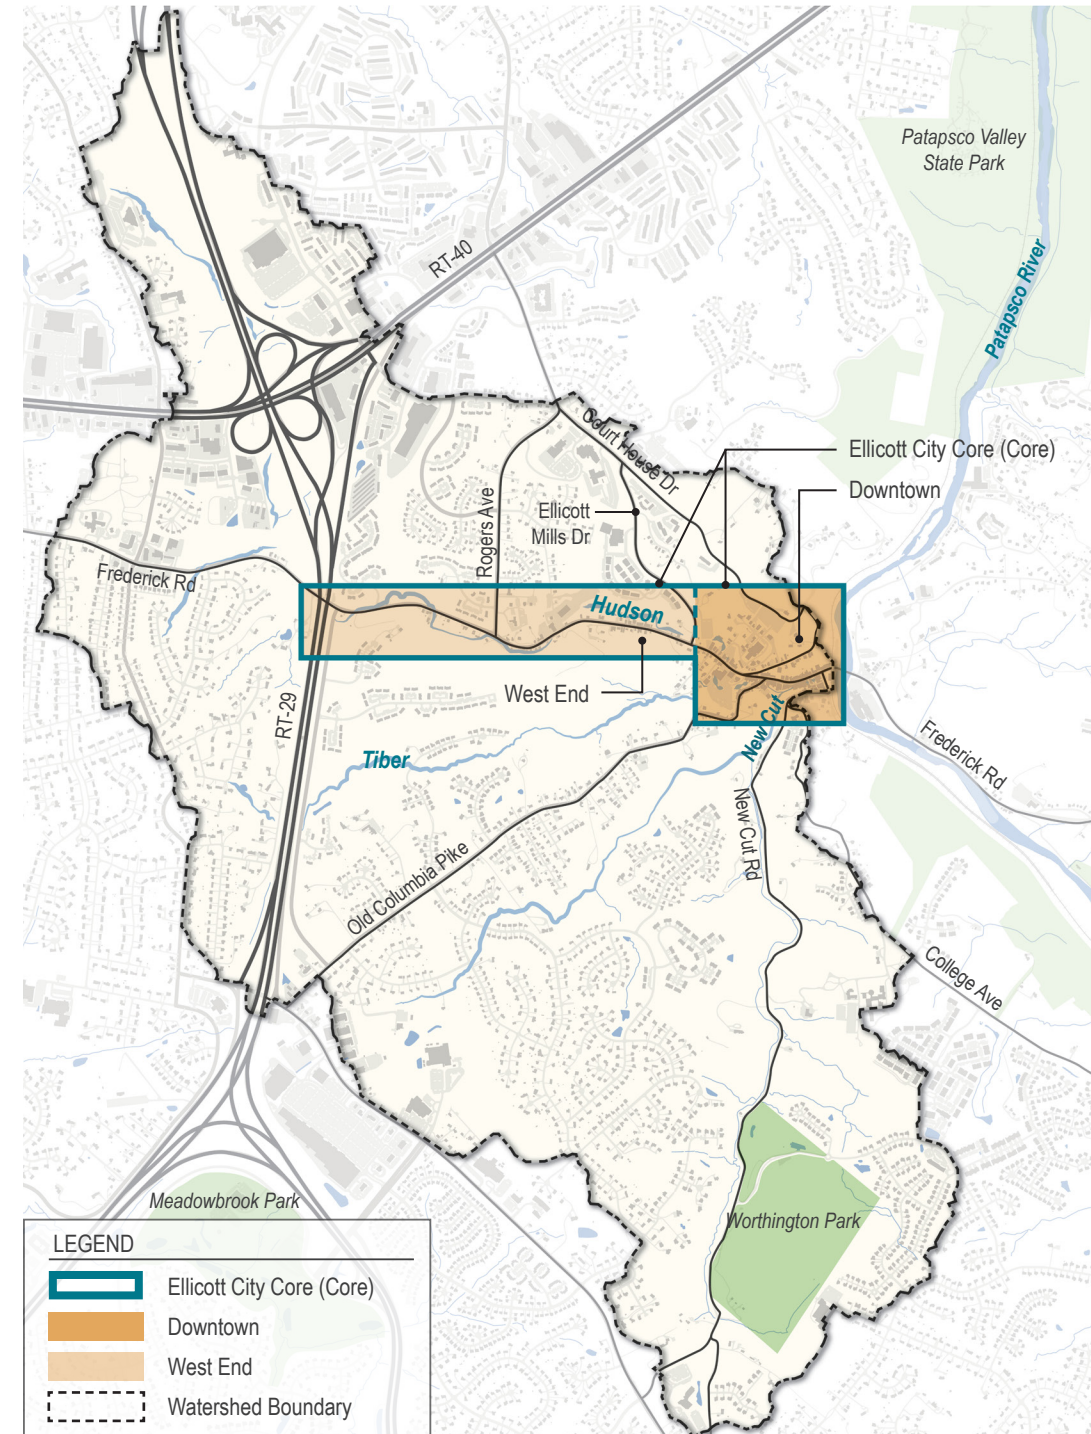 Patapsco Valley
State Park
RT-40
Patapsco River
Court House Dr
Ellicott City Core (Core)
Downtown
Rogers Ave
Ellicott
Mills Dr
Frederick Rd
Hudson
West End
RT-29
Tiber
New Cut
Frederick Rd
New Cut Rd
Old Columbia Pike
College Ave
Meadowbrook Park
Worthington Park
LEGEND
Ellicott City Core (Core)
Downtown
West End
Watershed Boundary